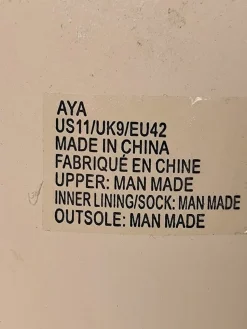 AYA
US11/UK9/EU42
MADE IN CHINA
FABRIQUÉ EN CHINE
UPPER: MAN MADE
INNER LINING/SOCK: MAN MADE
OUTSOLE: MAN MADE